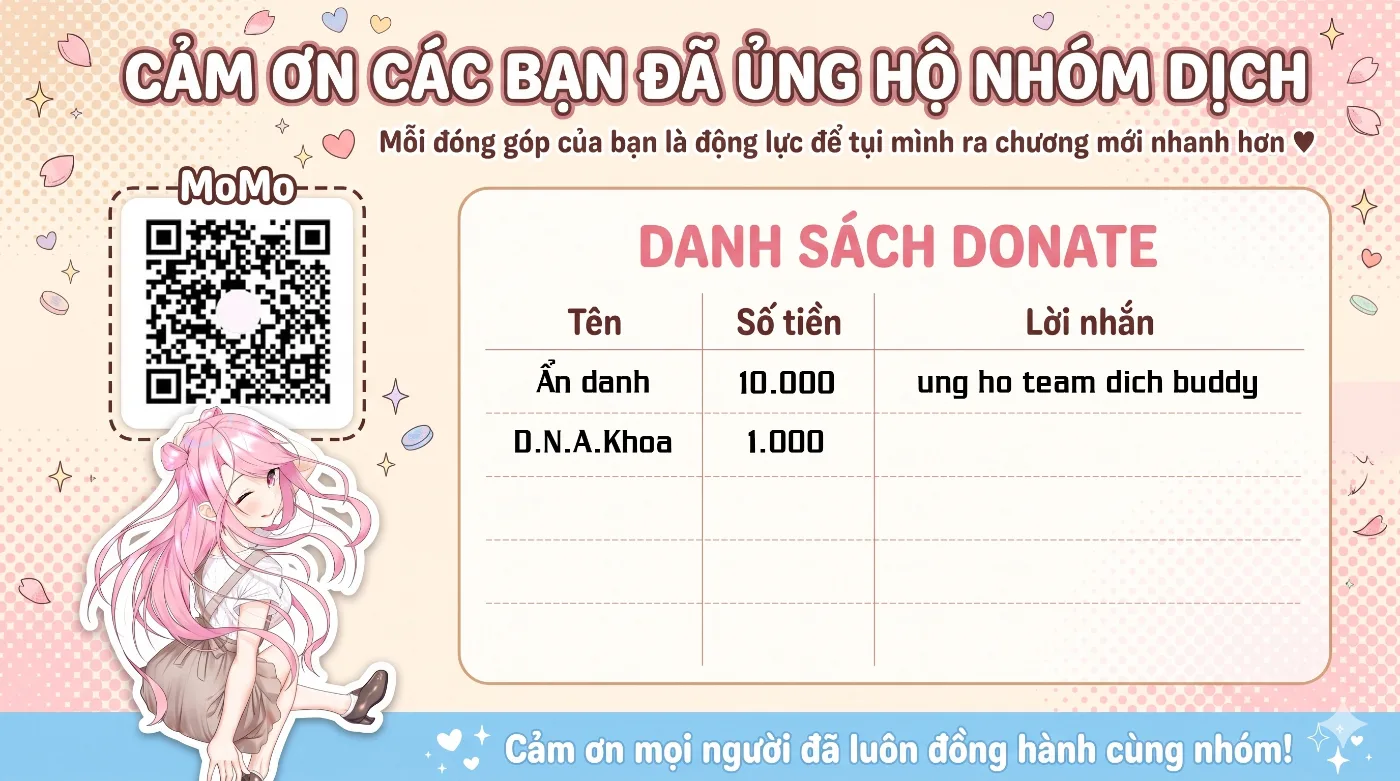 CẢM ƠN CÁC BẠN ĐÃ ỦNG HỘ NHÓM DỊCH
Mỗi đóng góp của bạn là động lực để tụi mình ra chương mới nhanh hơn ♥
MoMo
DANH SÁCH DONATE
Tên Số tiền Lời nhắn
Ẩn danh 10.000 ung ho team dich buddy
D.N.A.Khoa 1.000
Cảm ơn mọi người đã luôn đồng hành cùng nhóm!